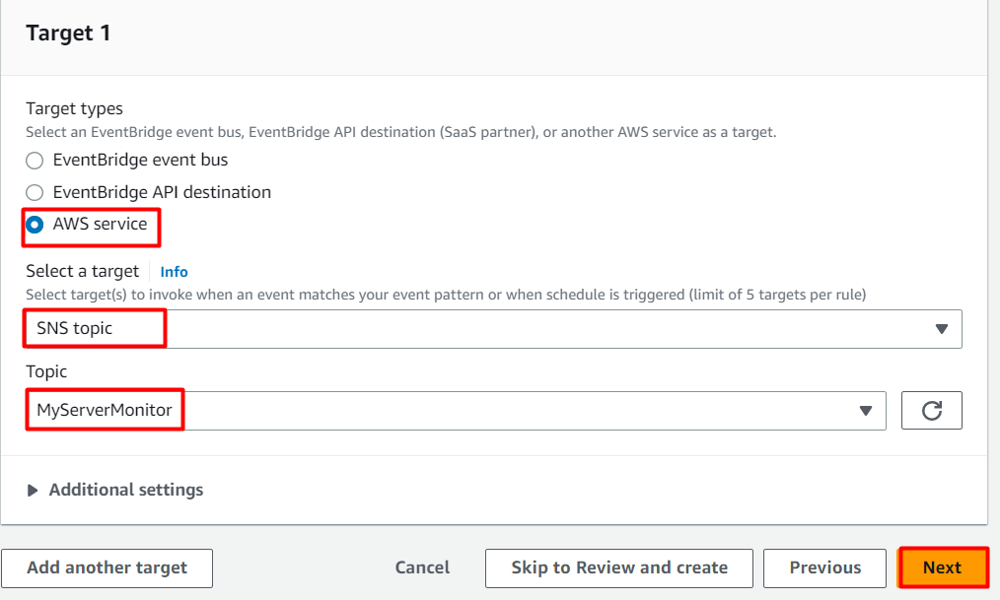 Target 1
Target types
Select an EventBridge event bus, EventBridge API destination (SaaS partner), or another AWS service as a target.
EventBridge event bus
EventBridge API destination
AWS service
Select a target Info
Select target(s) to invoke when an event matches your event pattern or when schedule is triggered (limit of 5 targets per rule)
SNS topic
Topic
MyServerMonitor
Additional settings
Add another target Cancel Skip to Review and create Previous Next